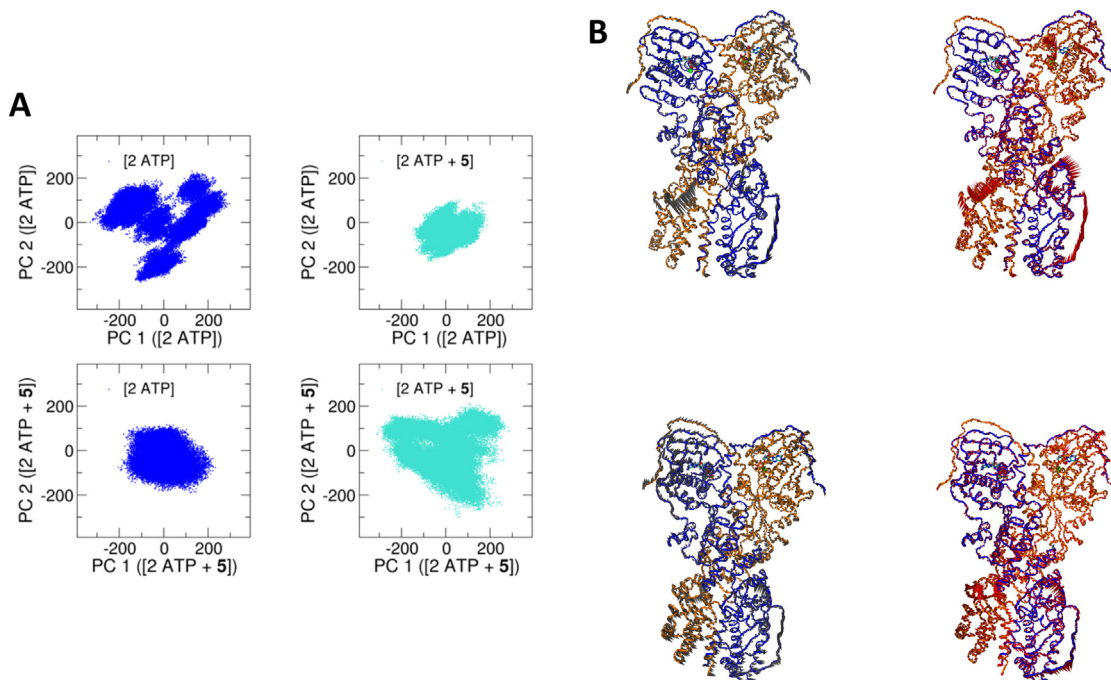 B
A
[2 ATP]
PC 2 ([2 ATP])
200
0
-200
-200 0 200
PC 1 ([2 ATP])
[2 ATP + 5]
PC 2 ([2 ATP])
200
0
-200
-200 0 200
PC 1 ([2 ATP])
[2 ATP]
PC 2 ([2 ATP + 5])
200
0
-200
-200 0 200
PC 1 ([2 ATP + 5])
[2 ATP + 5]
PC 2 ([2 ATP + 5])
200
0
-200
-200 0 200
PC 1 ([2 ATP + 5])